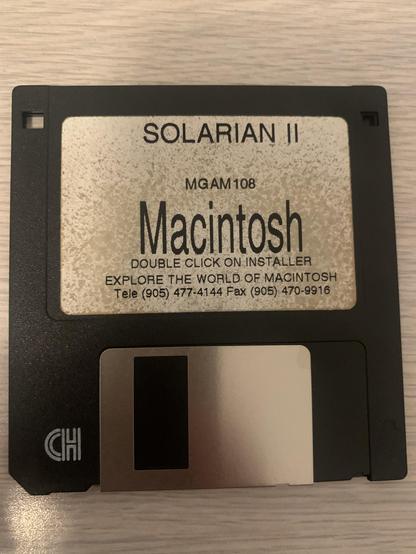 SOLARIAN II
MGAM108
Macintosh
DOUBLE CLICK ON INSTALLER
EXPLORE THE WORLD OF MACINTOSH
Tele (905) 477-4144 Fax (905) 470-9916
CH